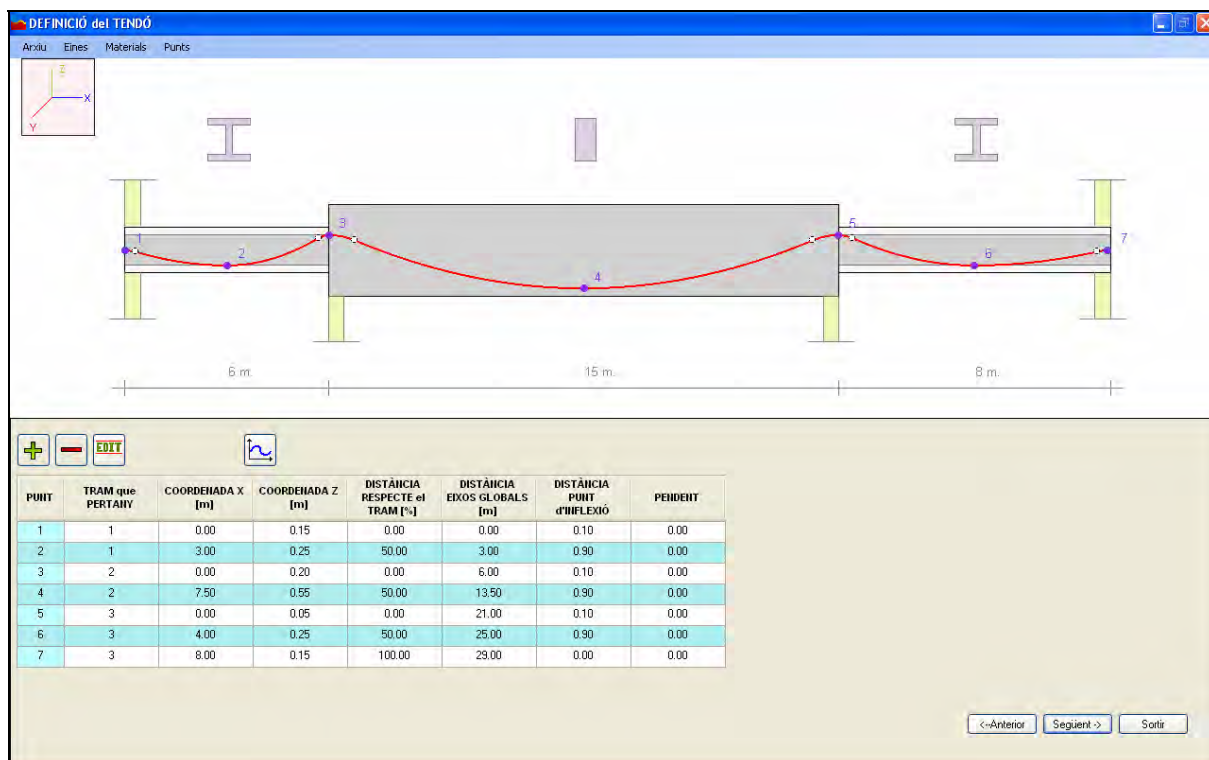 DEFINICIÓ del TENDÓ
Arxiu Eines Materials Punts
Z
X
Y
1
2
3
4
5
6
7
6 m.
15 m.
8 m.
EDIT
PUNT TRAM que PERTANY COORDENADA X [m] COORDENADA Z [m] DISTÀNCIA RESPECTE el TRAM [%] DISTÀNCIA EIXOS GLOBALS [m] DISTÀNCIA PUNT d'INFLEXIÓ PENDENT
1 1 0.00 0.15 0.00 0.00 0.10 0.00
2 1 3.00 0.25 50.00 3.00 0.90 0.00
3 2 0.00 0.20 0.00 6.00 0.10 0.00
4 2 7.50 0.55 50.00 13.50 0.90 0.00
5 3 0.00 0.05 0.00 21.00 0.10 0.00
6 3 4.00 0.25 50.00 25.00 0.90 0.00
7 3 8.00 0.15 100.00 29.00 0.00 0.00
<-Anterior Següent -> Sortir